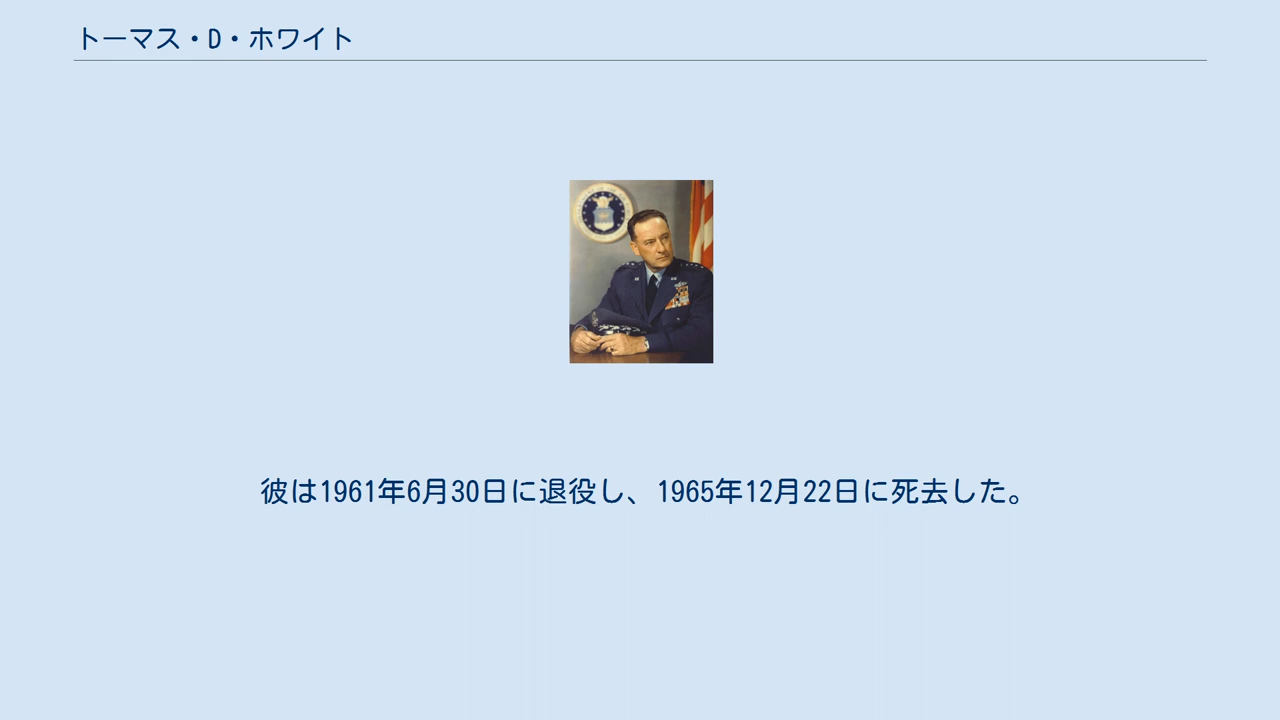 トーマス・D・ホワイト
彼は1961年6月30日に退役し、1965年12月22日に死去した。